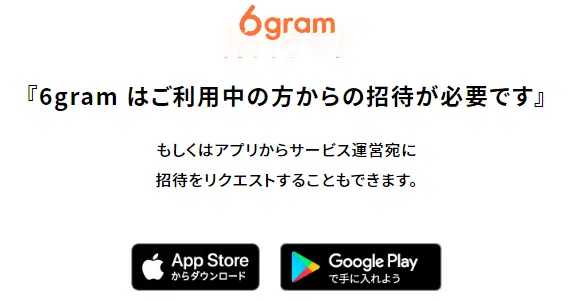 6gram
『6gram はご利用中の方からの招待が必要です』
もしくはアプリからサービス運営宛に
招待をリクエストすることもできます。
App Store
からダウンロード
Google Play
で手に入れよう